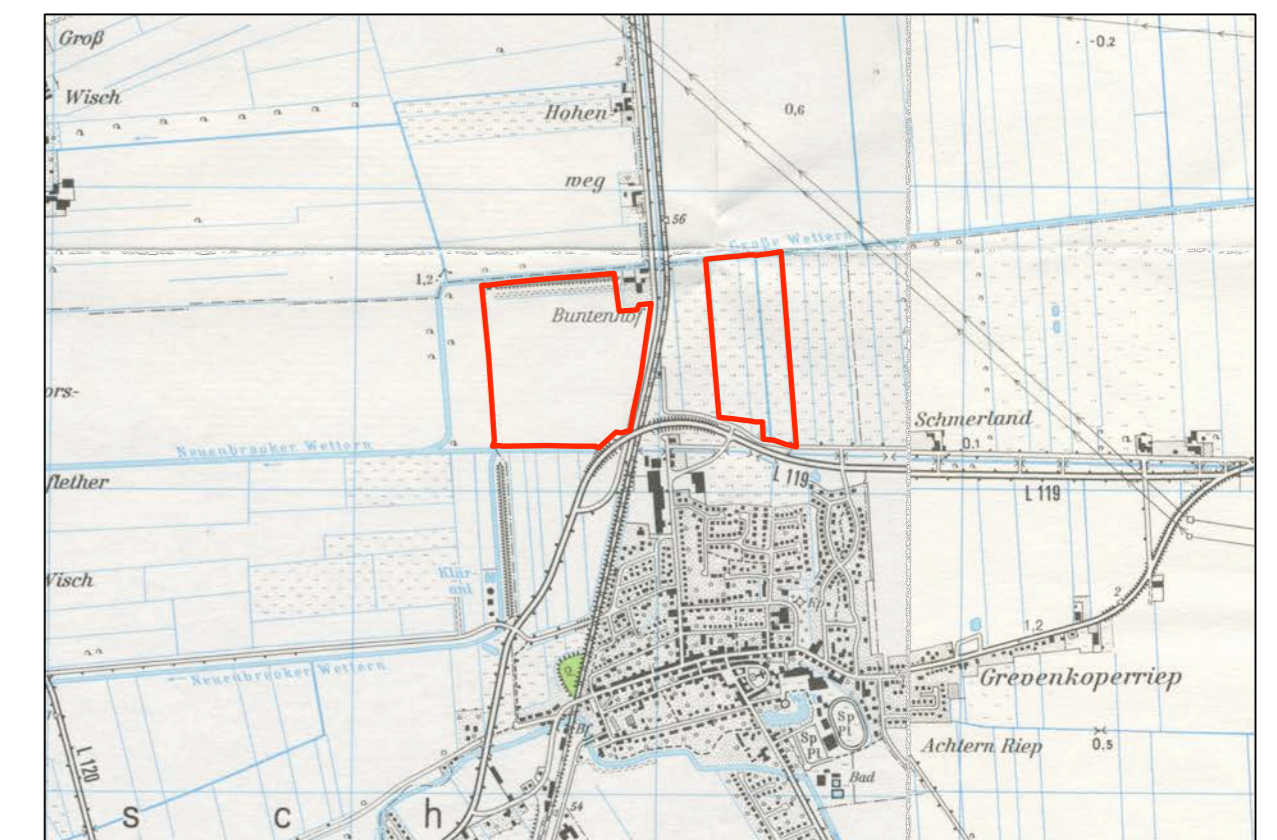 Groß
Wisch
-0,2
2
Hohen-
0,6
weg
56
Große Wettern
1,2
Buntenhof
ors-
Schmerland
0,1
Neuenbrooker Wettern
flether
L 119
L 119
Wisch
Klär-
anl
Kp
2
1,2
Neuenbrooker Wettern
Grevenkoperriep
Sp
Pl
Sp
Pl
Achtern Riep
0,5
L 120
Bad
54
s c h